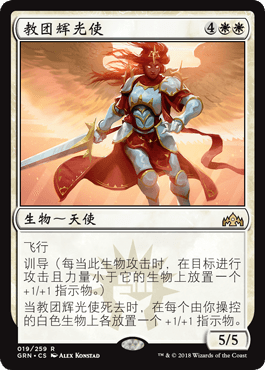 教团辉光使 4
生物～天使
飞行
训导（每当此生物攻击时，在目标进行
攻击且力量小于它的生物上放置一个
+1/+1 指示物。）
当教团辉光使死去时，在每个由你操控
的白色生物上各放置一个 +1/+1 指示物。
5/5
019/259 R
GRN • CS Alex Konstad
™ & © 2018 Wizards of the Coast